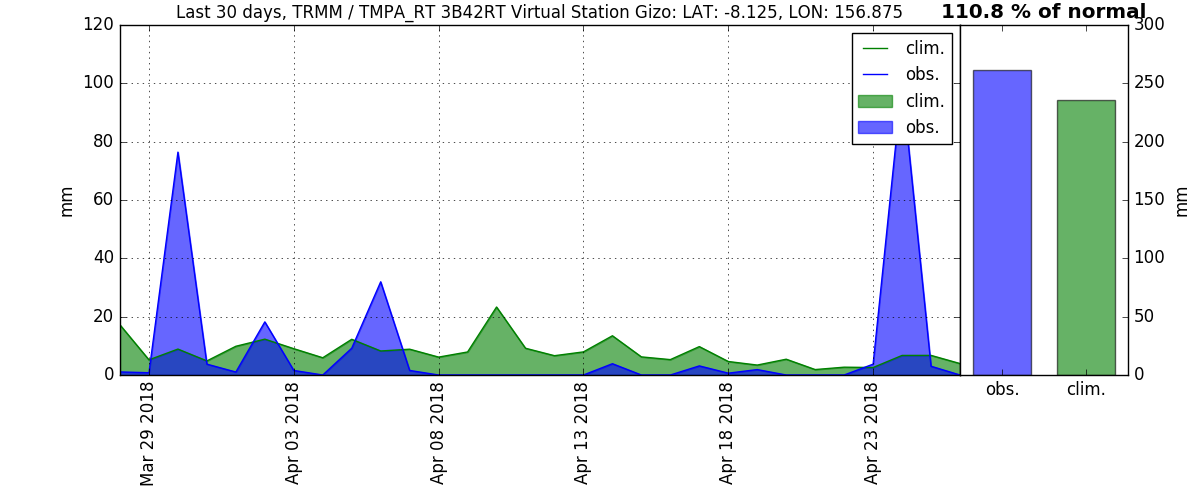 Last 30 days, TRMM / TMPA_RT 3B42RT Virtual Station Gizo: LAT: -8.125, LON: 156.875
110.8 % of normal
120
100
80
60
40
20
0
mm
clim.
obs.
clim.
obs.
300
250
200
150
100
50
0
mm
Mar 29 2018
Apr 03 2018
Apr 08 2018
Apr 13 2018
Apr 18 2018
Apr 23 2018
obs.
clim.